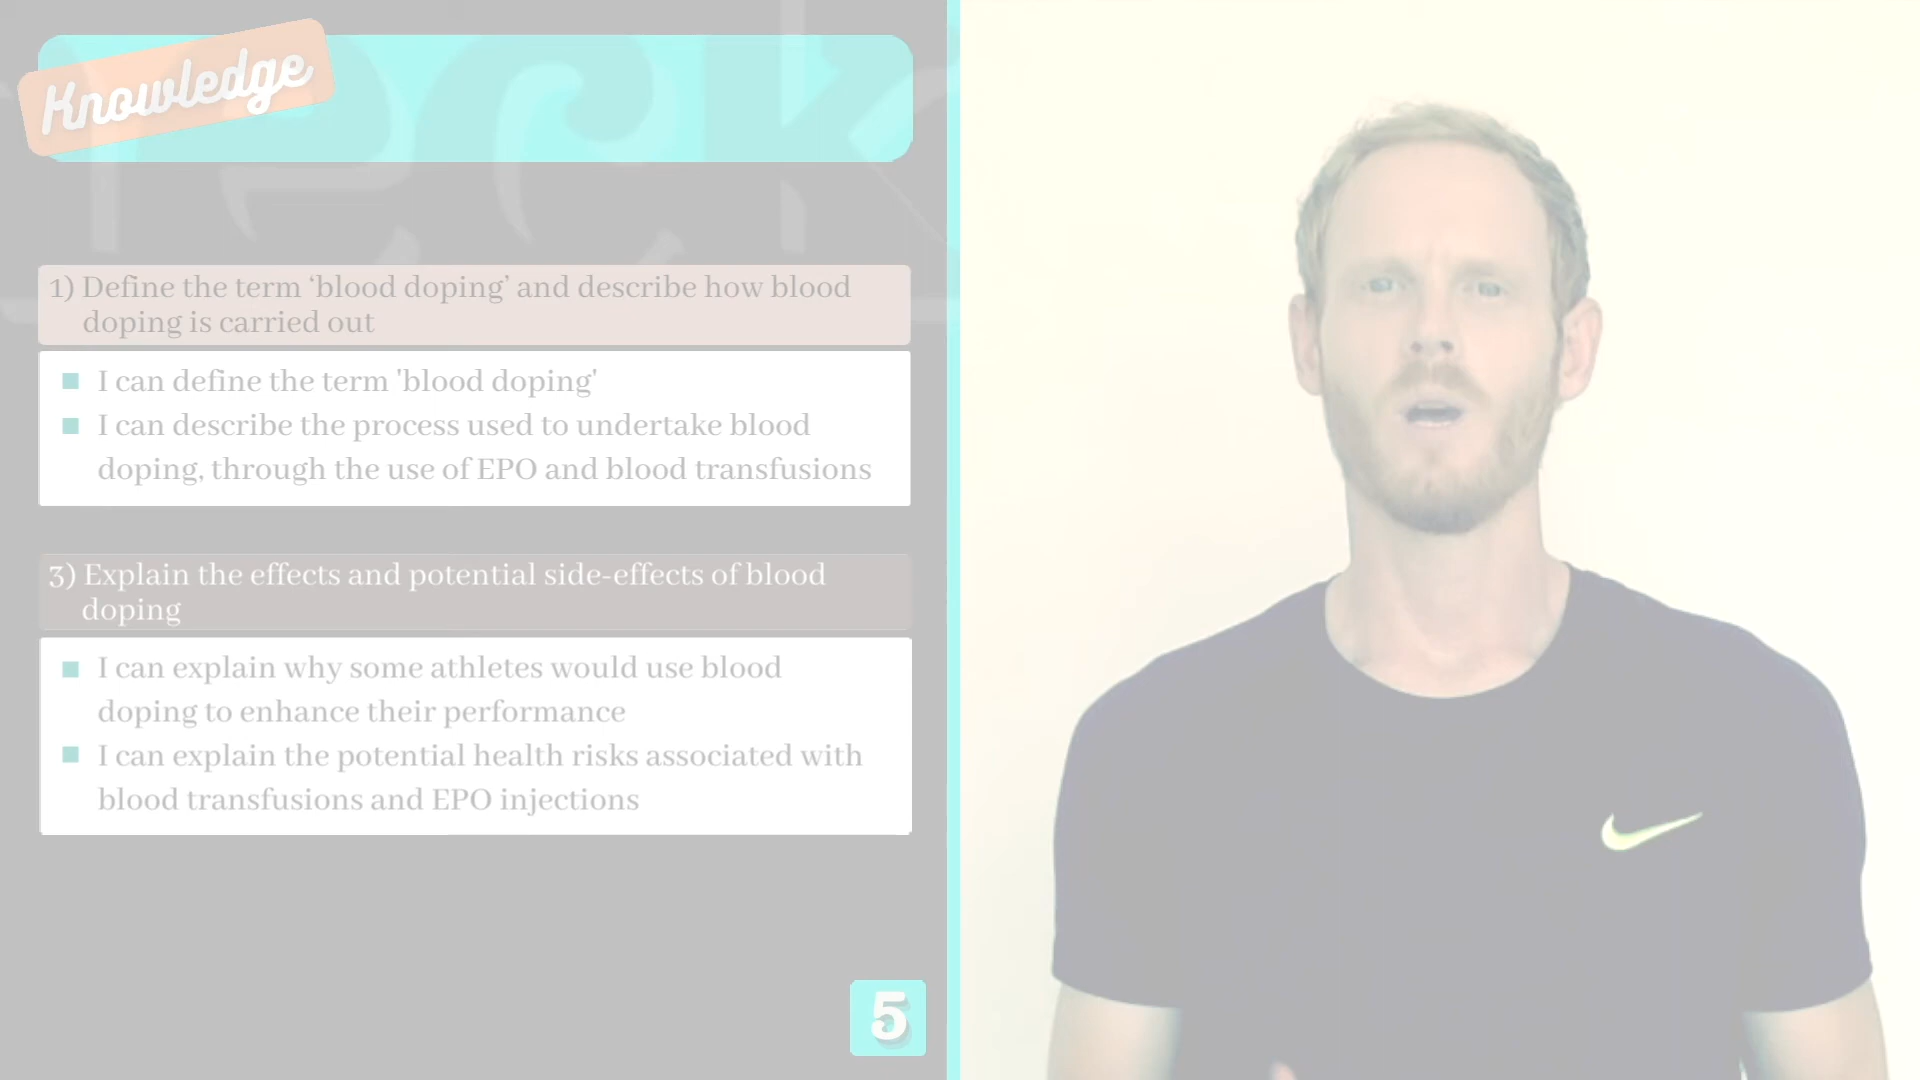 Knowledge
1) Define the term ‘blood doping’ and describe how blood
doping is carried out
I can define the term 'blood doping'
I can describe the process used to undertake blood
doping, through the use of EPO and blood transfusions
3) Explain the effects and potential side-effects of blood
doping
I can explain why some athletes would use blood
doping to enhance their performance
I can explain the potential health risks associated with
blood transfusions and EPO injections
5